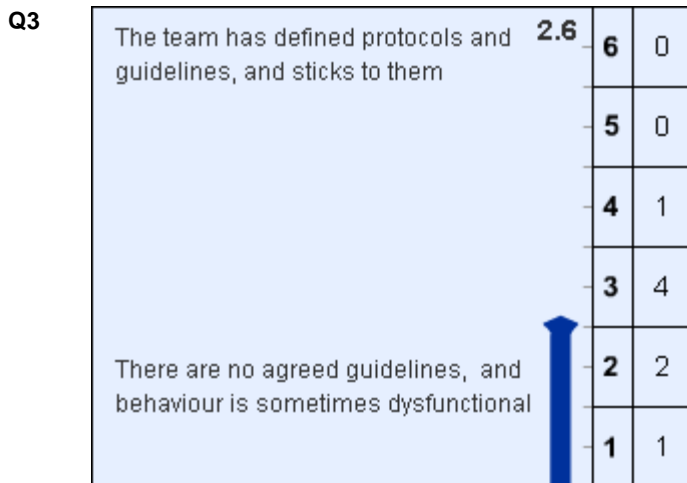 Q3
The team has defined protocols and
guidelines, and sticks to them
2.6
6 0
5 0
4 1
3 4
There are no agreed guidelines, and
behaviour is sometimes dysfunctional
2 2
1 1